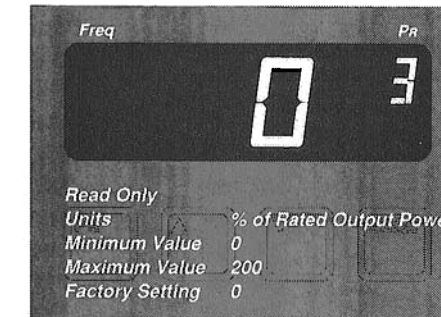 Freq PR
0 3
Read Only
Units % of Rated Output Powe
Minimum Value 0
Maximum Value 200
Factory Setting 0